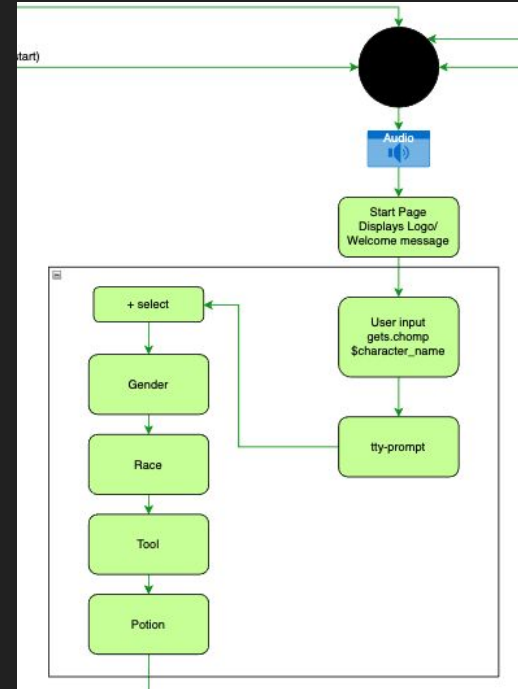 start)
Audio
Start Page
Displays Logo/
Welcome message
+ select
User input
gets.chomp
$character_name
Gender
tty-prompt
Race
Tool
Potion